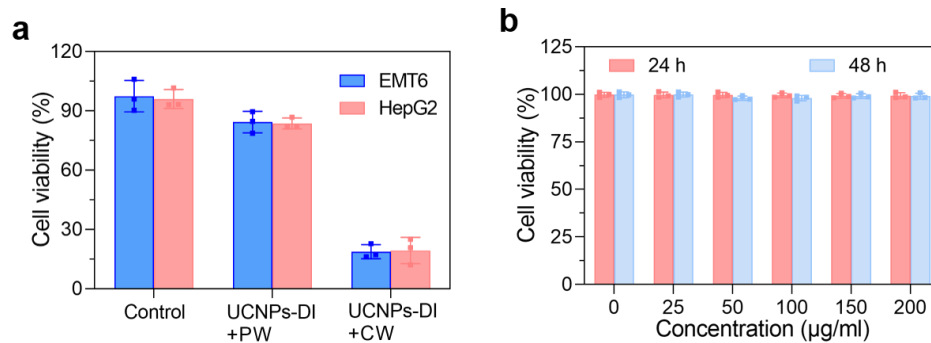 a
120
90
60
30
0
Cell viability (%)
EMT6
HepG2
Control
UCNPs-DI
+PW
UCNPs-DI
+CW
b
125
100
75
50
25
0
Cell viability (%)
24 h
48 h
0 25 50 100 150 200
Concentration (µg/ml)